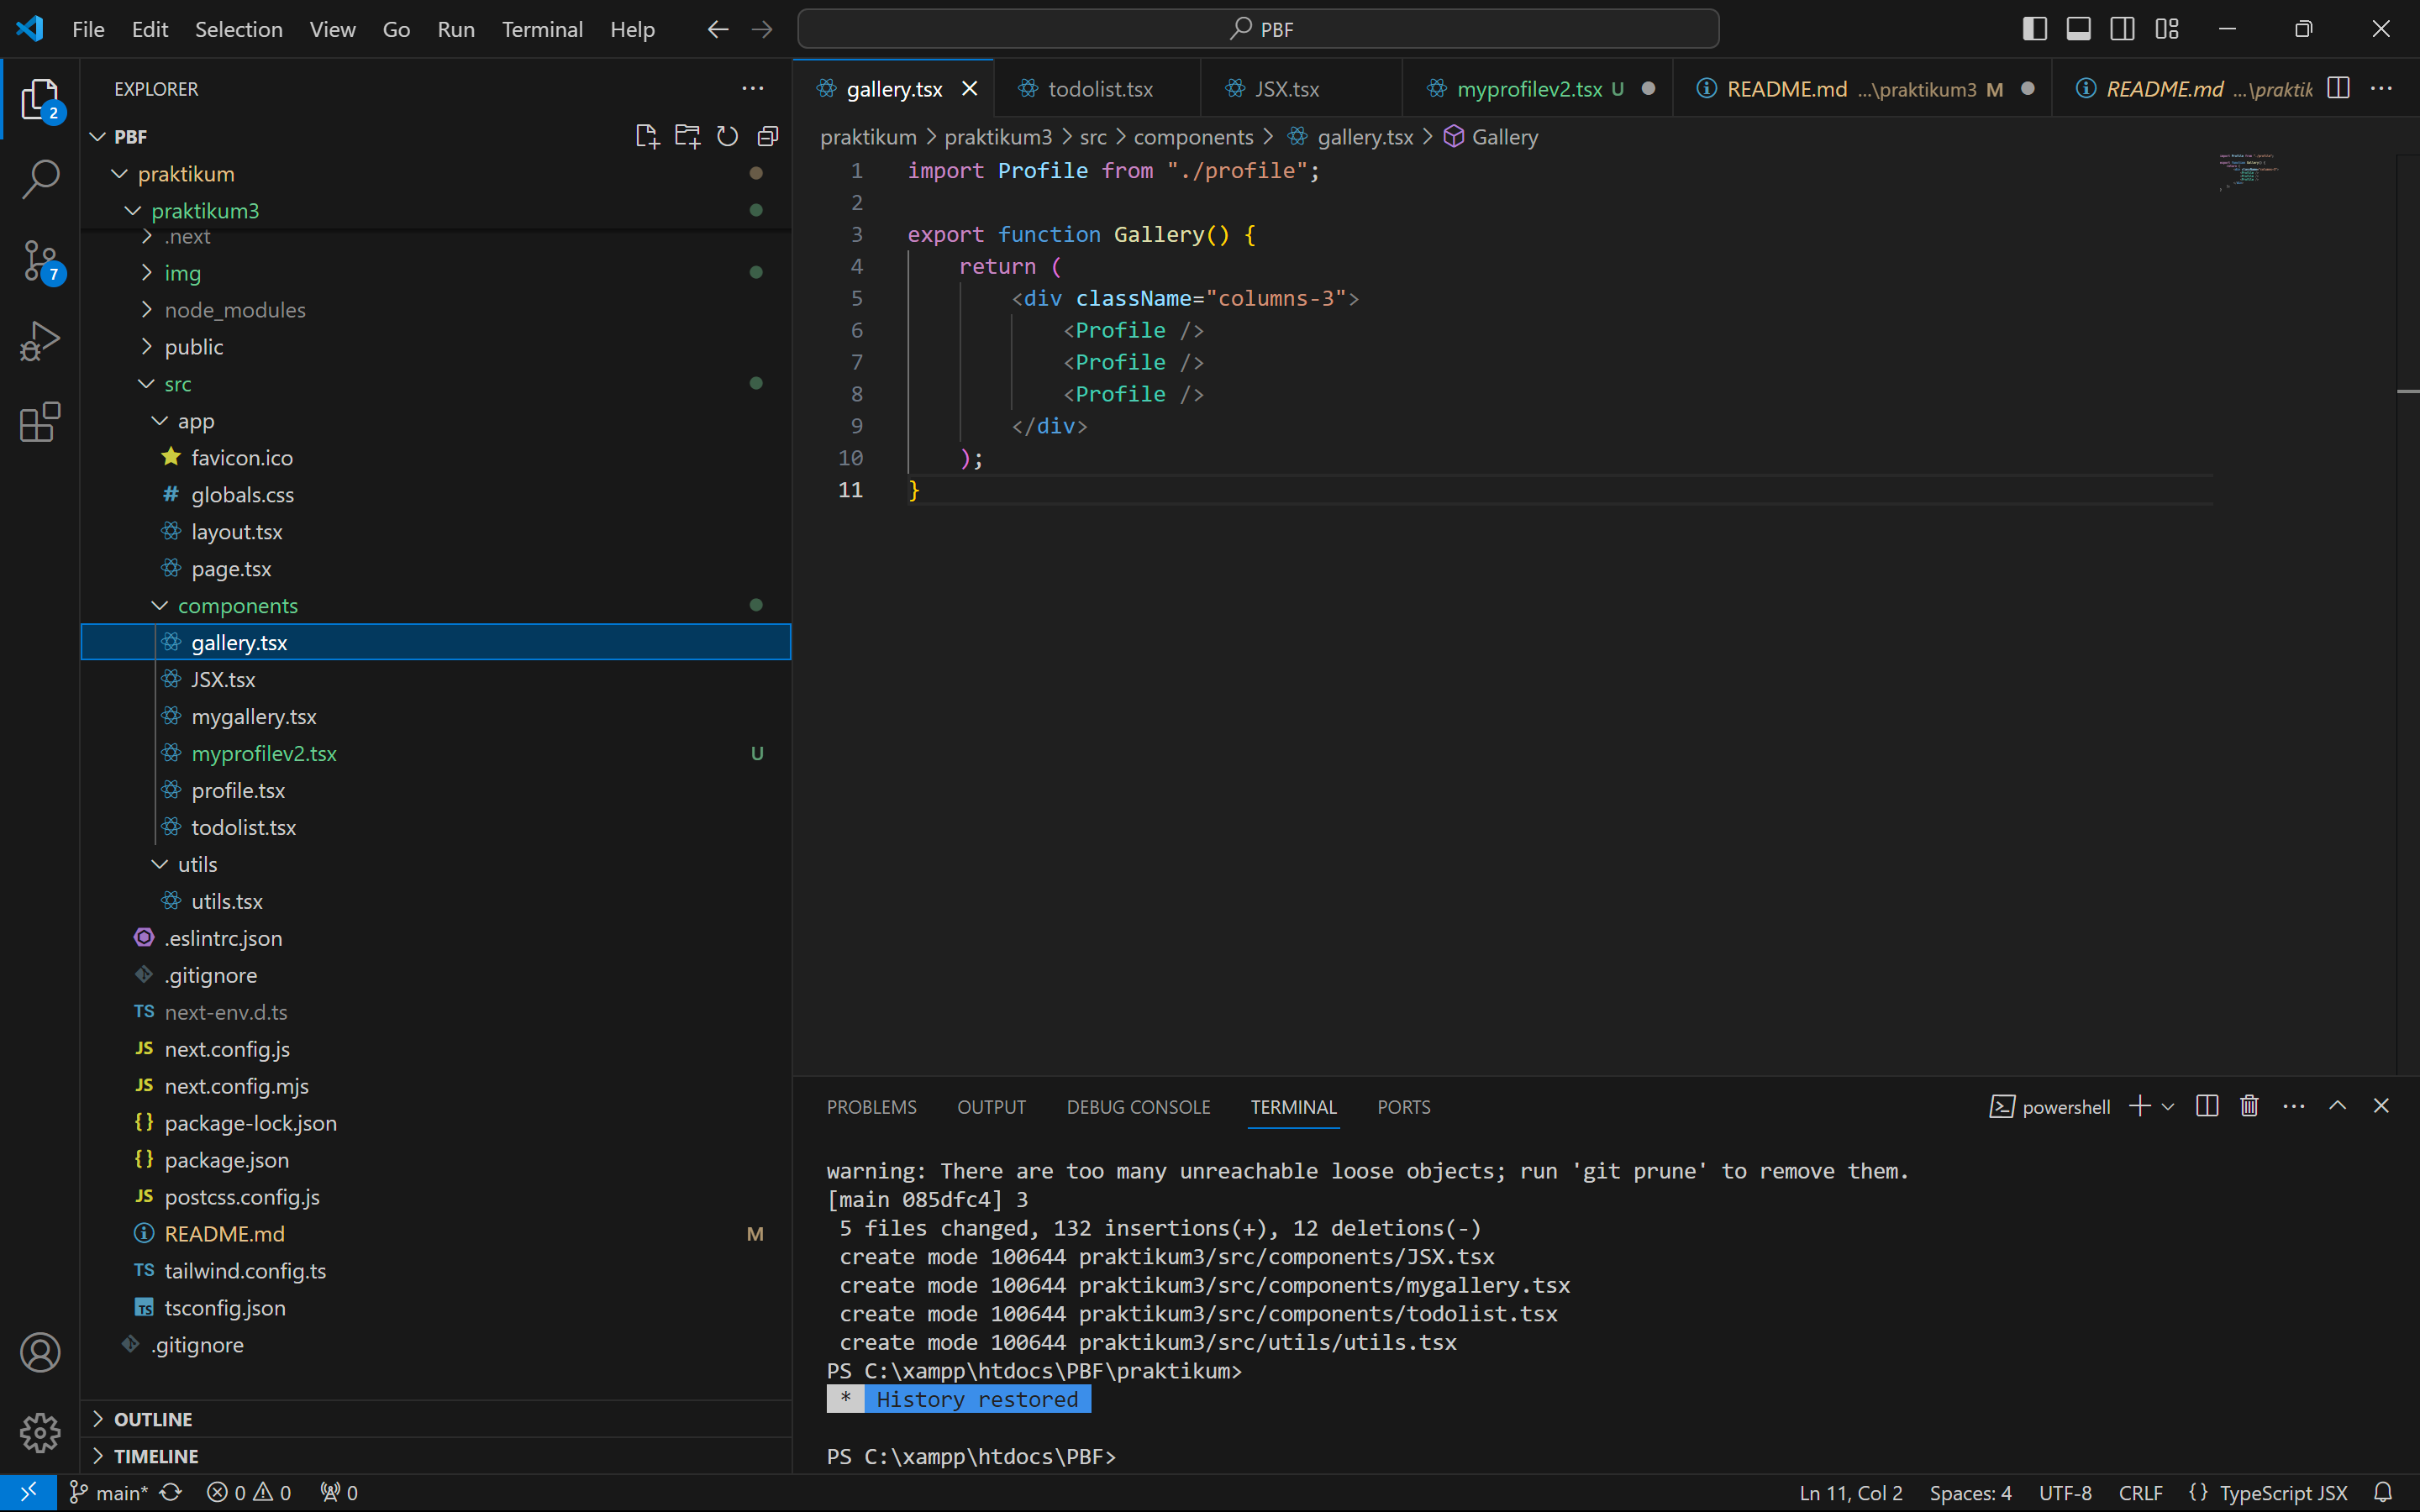 File Edit Selection View Go Run Terminal Help
PBF
EXPLORER
PBF
praktikum
praktikum3
.next
img
node_modules
public
src
app
favicon.ico
# globals.css
layout.tsx
page.tsx
components
gallery.tsx
JSX.tsx
mygallery.tsx
myprofilev2.tsx U
profile.tsx
todolist.tsx
utils
utils.tsx
.eslintrc.json
.gitignore
TS next-env.d.ts
JS next.config.js
JS next.config.mjs
{} package-lock.json
{} package.json
JS postcss.config.js
README.md M
TS tailwind.config.ts
TS tsconfig.json
.gitignore
OUTLINE
TIMELINE
2
7
gallery.tsx todolist.tsx JSX.tsx myprofilev2.tsx U README.md ...\praktikum3 M README.md ...\praktik
praktikum > praktikum3 > src > components > gallery.tsx > Gallery
1 import Profile from "./profile";
2
3 export function Gallery() {
4 return (
5 <div className="columns-3">
6 <Profile />
7 <Profile />
8 <Profile />
9 </div>
10 );
11 }
PROBLEMS OUTPUT DEBUG CONSOLE TERMINAL PORTS
powershell
warning: There are too many unreachable loose objects; run 'git prune' to remove them.
[main 085dfc4] 3
5 files changed, 132 insertions(+), 12 deletions(-)
create mode 100644 praktikum3/src/components/JSX.tsx
create mode 100644 praktikum3/src/components/mygallery.tsx
create mode 100644 praktikum3/src/components/todolist.tsx
create mode 100644 praktikum3/src/utils/utils.tsx
PS C:\xampp\htdocs\PBF\praktikum>
* History restored
PS C:\xampp\htdocs\PBF>
main* 0 0 0 Ln 11, Col 2 Spaces: 4 UTF-8 CRLF {} TypeScript JSX